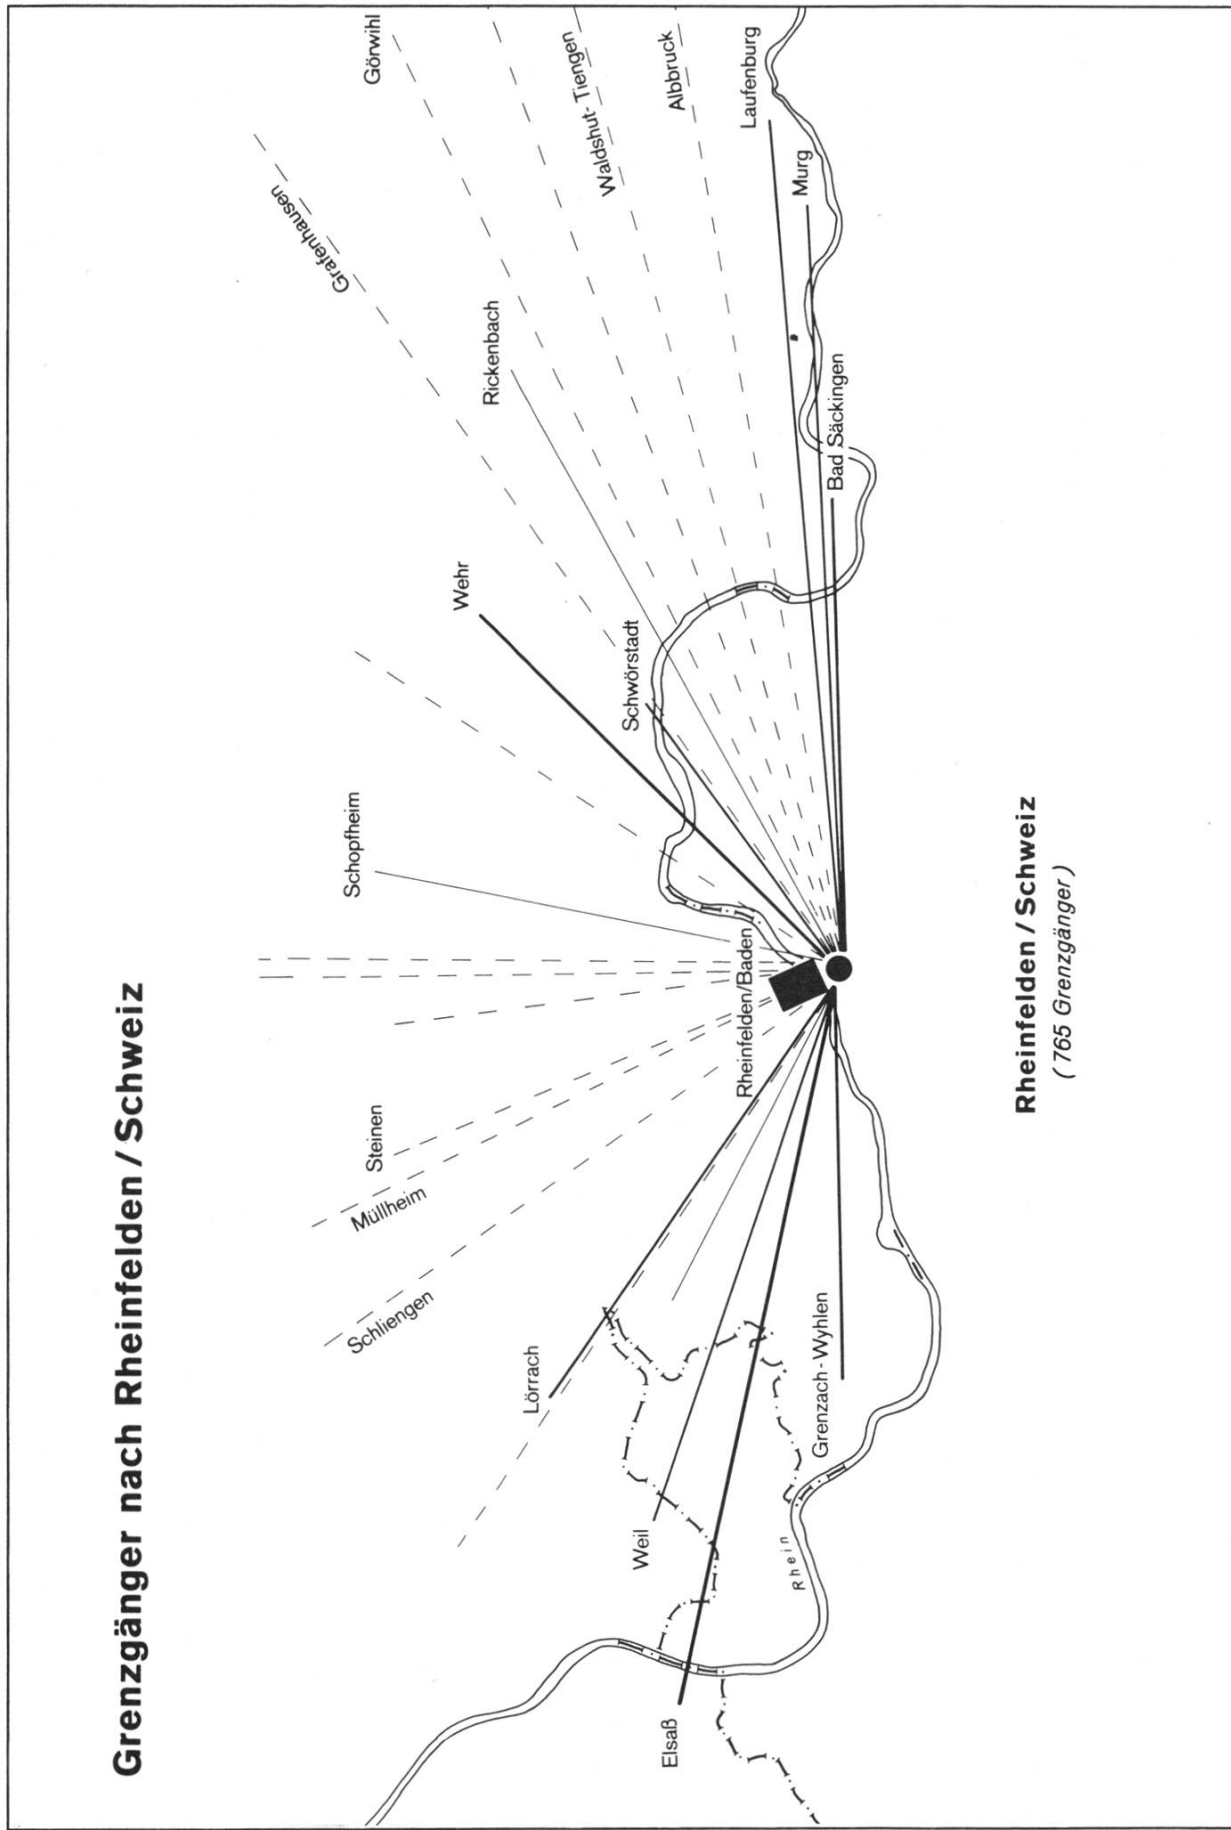 Grenzgänger nach Rheinfelden / Schweiz
Elsaß
Weil
Lörrach
Schliengen
Müllheim
Steinen
Schopfheim
Wehr
Rickenbach
Grafenhausen
Görwihl
Waldshut-Tiengen
Albbruck
Laufenburg
Murg
Bad Säckingen
Schwörstadt
Rheinfelden/Baden
Grenzach-Wyhlen
Rhein
Rheinfelden / Schweiz
( 765 Grenzgänger )